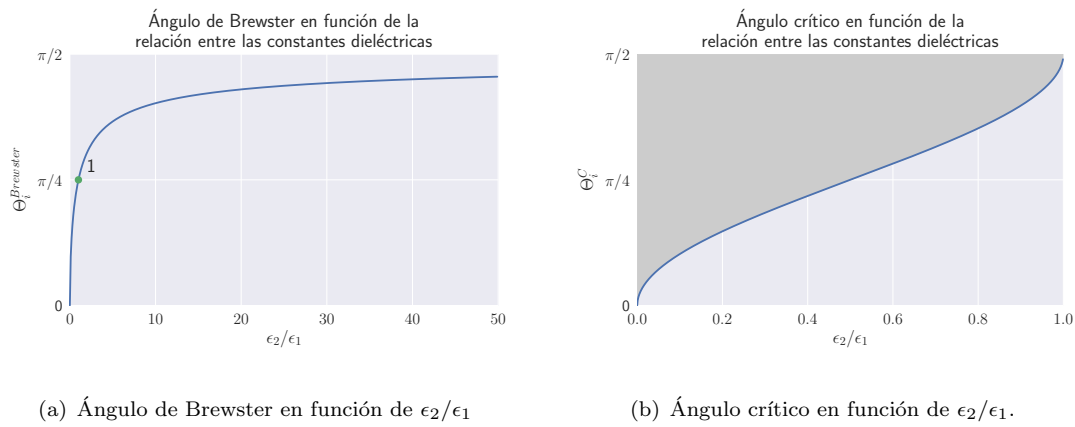 Ángulo de Brewster en función de la
relación entre las constantes dieléctricas
π/2
π/4
0
Θ_i^{Brewster}
1
0 10 20 30 40 50
ϵ₂/ϵ₁
(a) Ángulo de Brewster en función de ϵ₂/ϵ₁
Ángulo crítico en función de la
relación entre las constantes dieléctricas
π/2
π/4
0
Θ_i^C
0.0 0.2 0.4 0.6 0.8 1.0
ϵ₂/ϵ₁
(b) Ángulo crítico en función de ϵ₂/ϵ₁.